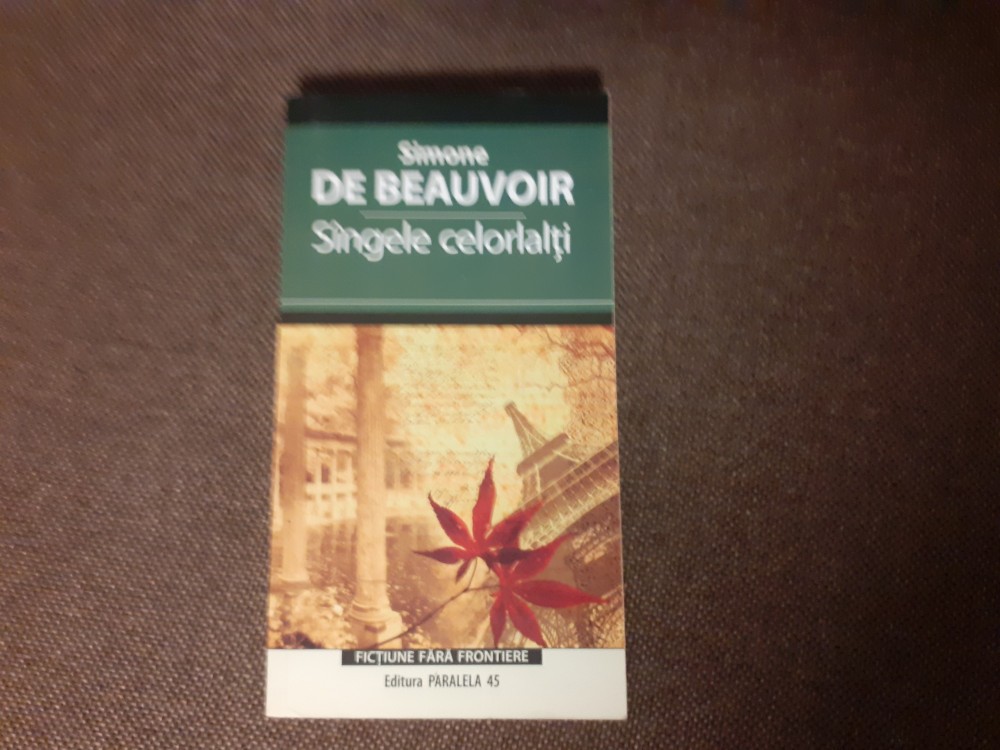 Simone
DE BEAUVOIR
Sîngele celorlalţi
FICŢIUNE FĂRĂ FRONTIERE
Editura PARALELA 45